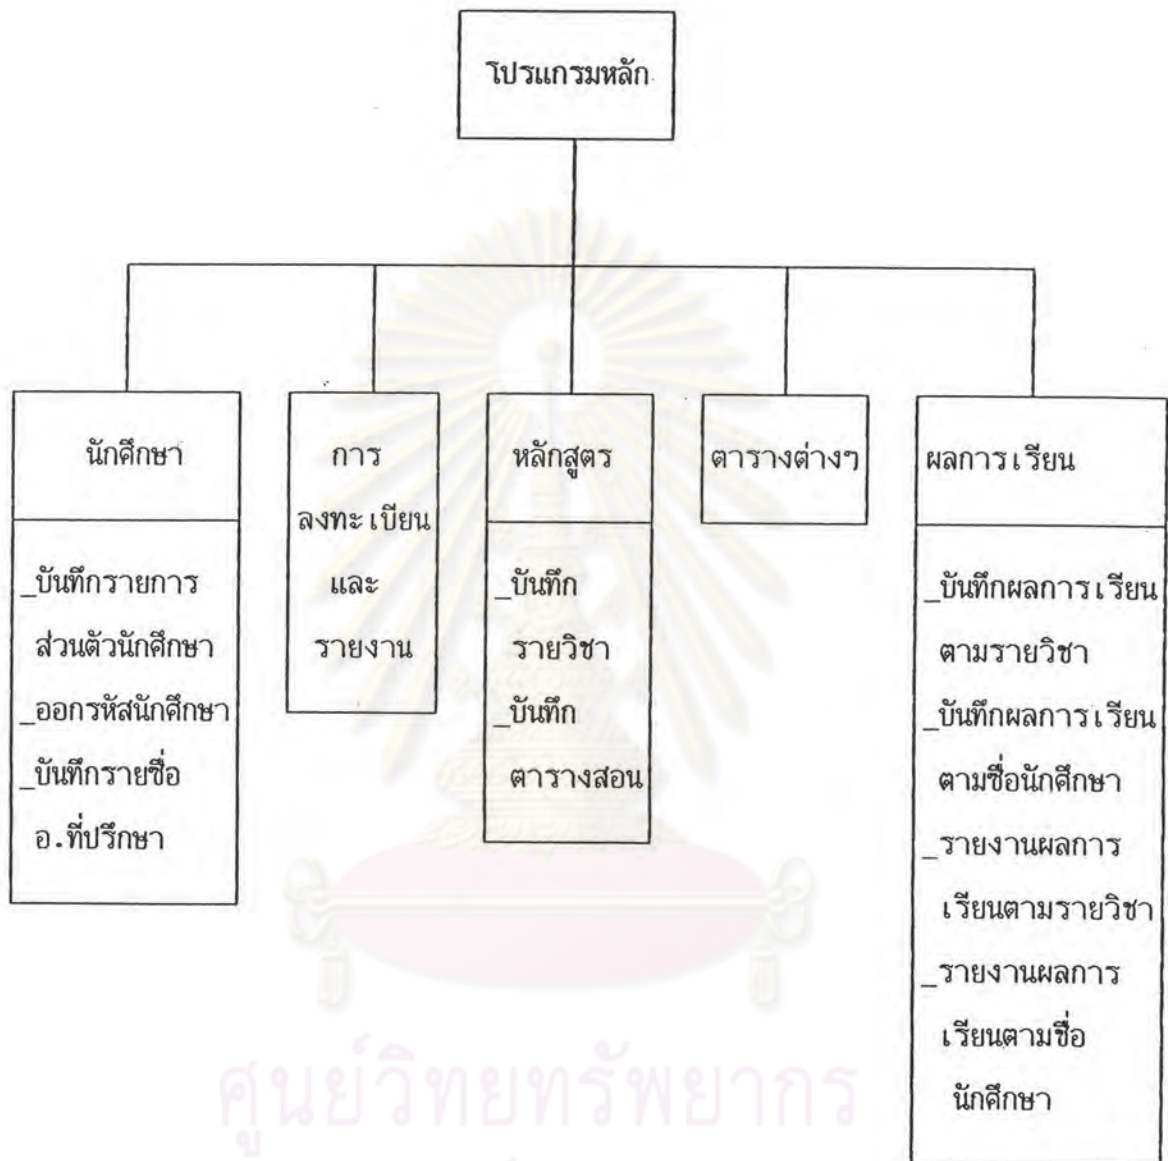 โปรแกรมหลัก
นักศึกษา
_บันทึกรายการ
ส่วนตัวนักศึกษา
_ออกรหัสนักศึกษา
_บันทึกรายชื่อ
อ.ที่ปรึกษา
การ
ลงทะเบียน
และ
รายงาน
หลักสูตร
_บันทึก
รายวิชา
_บันทึก
ตารางสอน
ตารางต่างๆ
ผลการเรียน
_บันทึกผลการเรียน
ตามรายวิชา
_บันทึกผลการเรียน
ตามชื่อนักศึกษา
_รายงานผลการ
เรียนตามรายวิชา
_รายงานผลการ
เรียนตามชื่อ
นักศึกษา
ศูนย์วิทยทรัพยากร